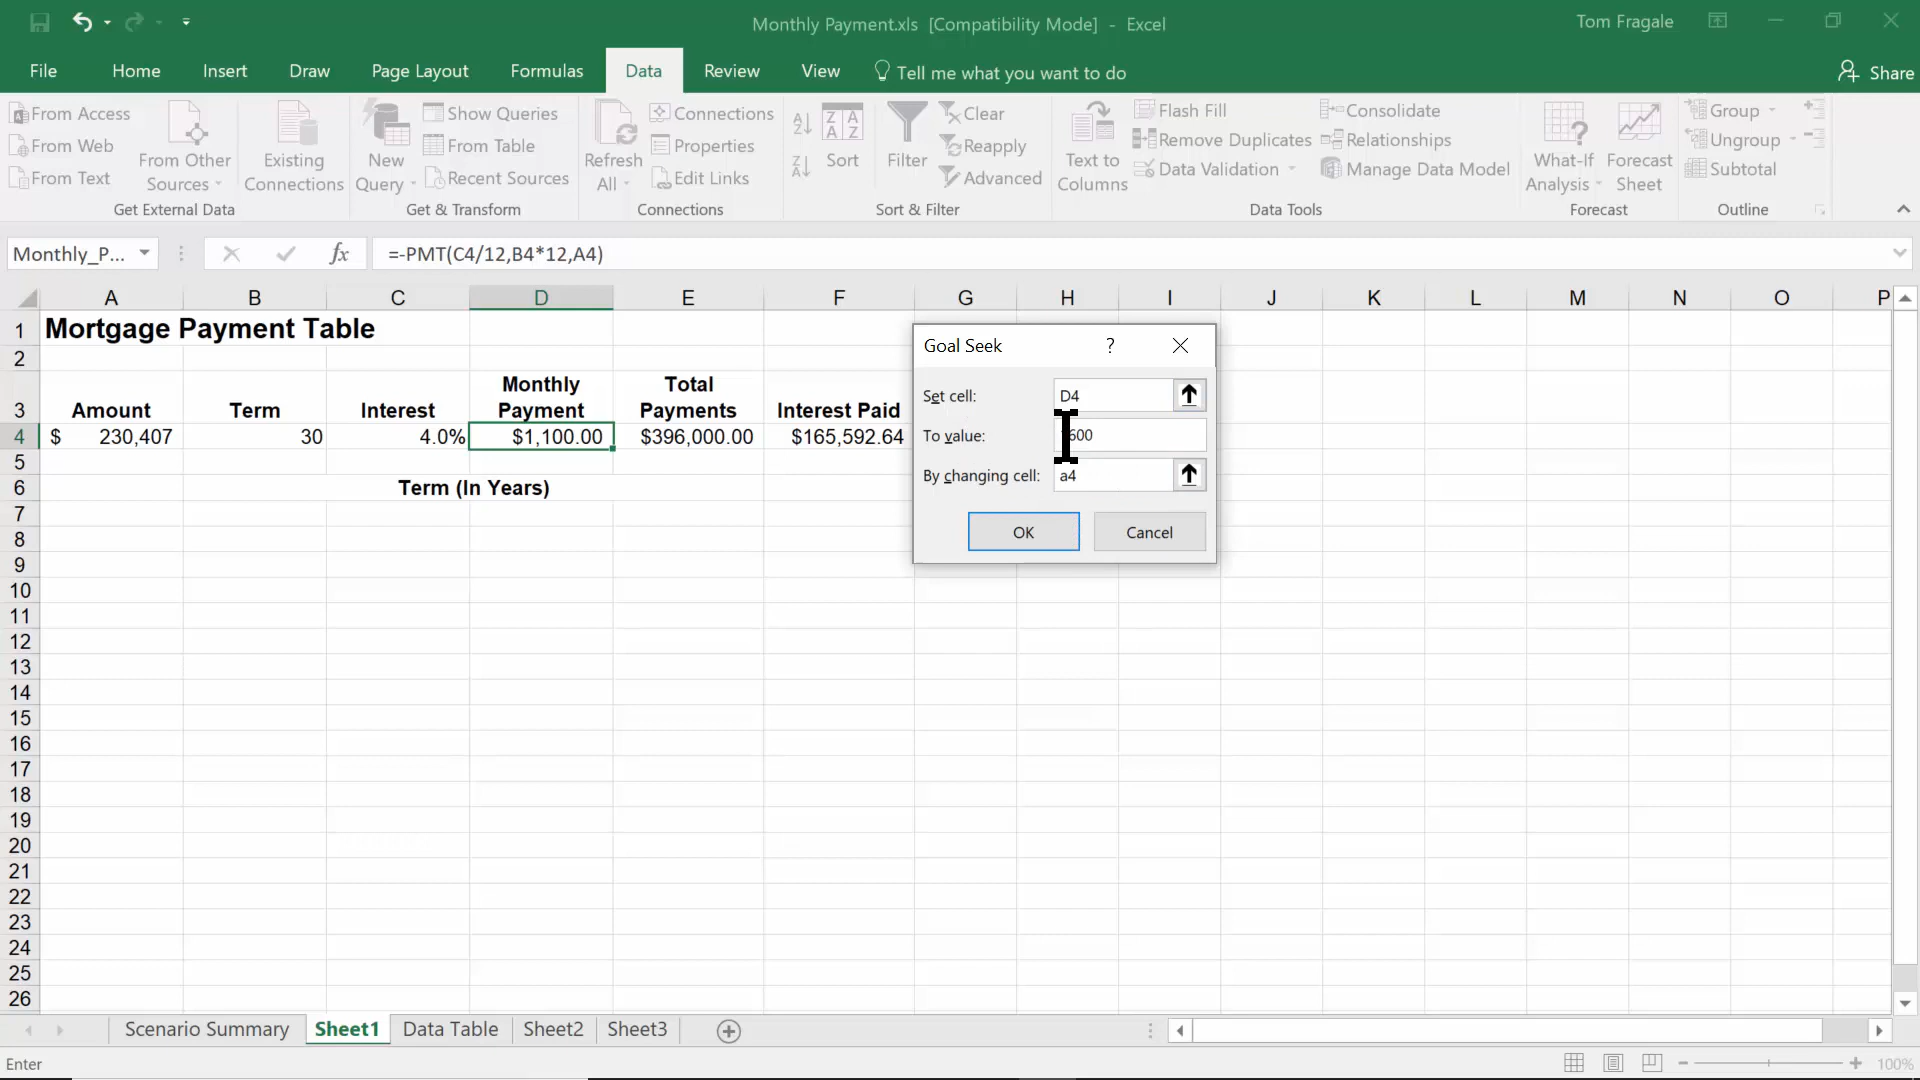 Monthly Payment.xls [Compatibility Mode] - Excel
Tom Fragale
File Home Insert Draw Page Layout Formulas Data Review View Tell me what you want to do Share
From Access
From Web
From Text
From Other Sources
Existing Connections
Get External Data
New Query
Show Queries
From Table
Recent Sources
Get & Transform
Refresh All
Connections
Properties
Edit Links
Connections
Sort
Filter
Clear
Reapply
Advanced
Sort & Filter
Text to Columns
Flash Fill
Remove Duplicates
Data Validation
Consolidate
Relationships
Manage Data Model
Data Tools
What-If Analysis
Forecast Sheet
Forecast
Group
Ungroup
Subtotal
Outline
Monthly_P... fx =-PMT(C4/12,B4*12,A4)
A B C D E F G H I J K L M N O P
1 Mortgage Payment Table
2
3 Amount Term Interest Monthly Payment Total Payments Interest Paid
4 $ 230,407 30 4.0% $1,100.00 $396,000.00 $165,592.64
5
6 Term (In Years)
7
8
9
10
11
12
13
14
15
16
17
18
19
20
21
22
23
24
25
26
Goal Seek ?
Set cell: D4
To value: 600
By changing cell: a4
OK Cancel
Scenario Summary Sheet1 Data Table Sheet2 Sheet3
Enter
100%